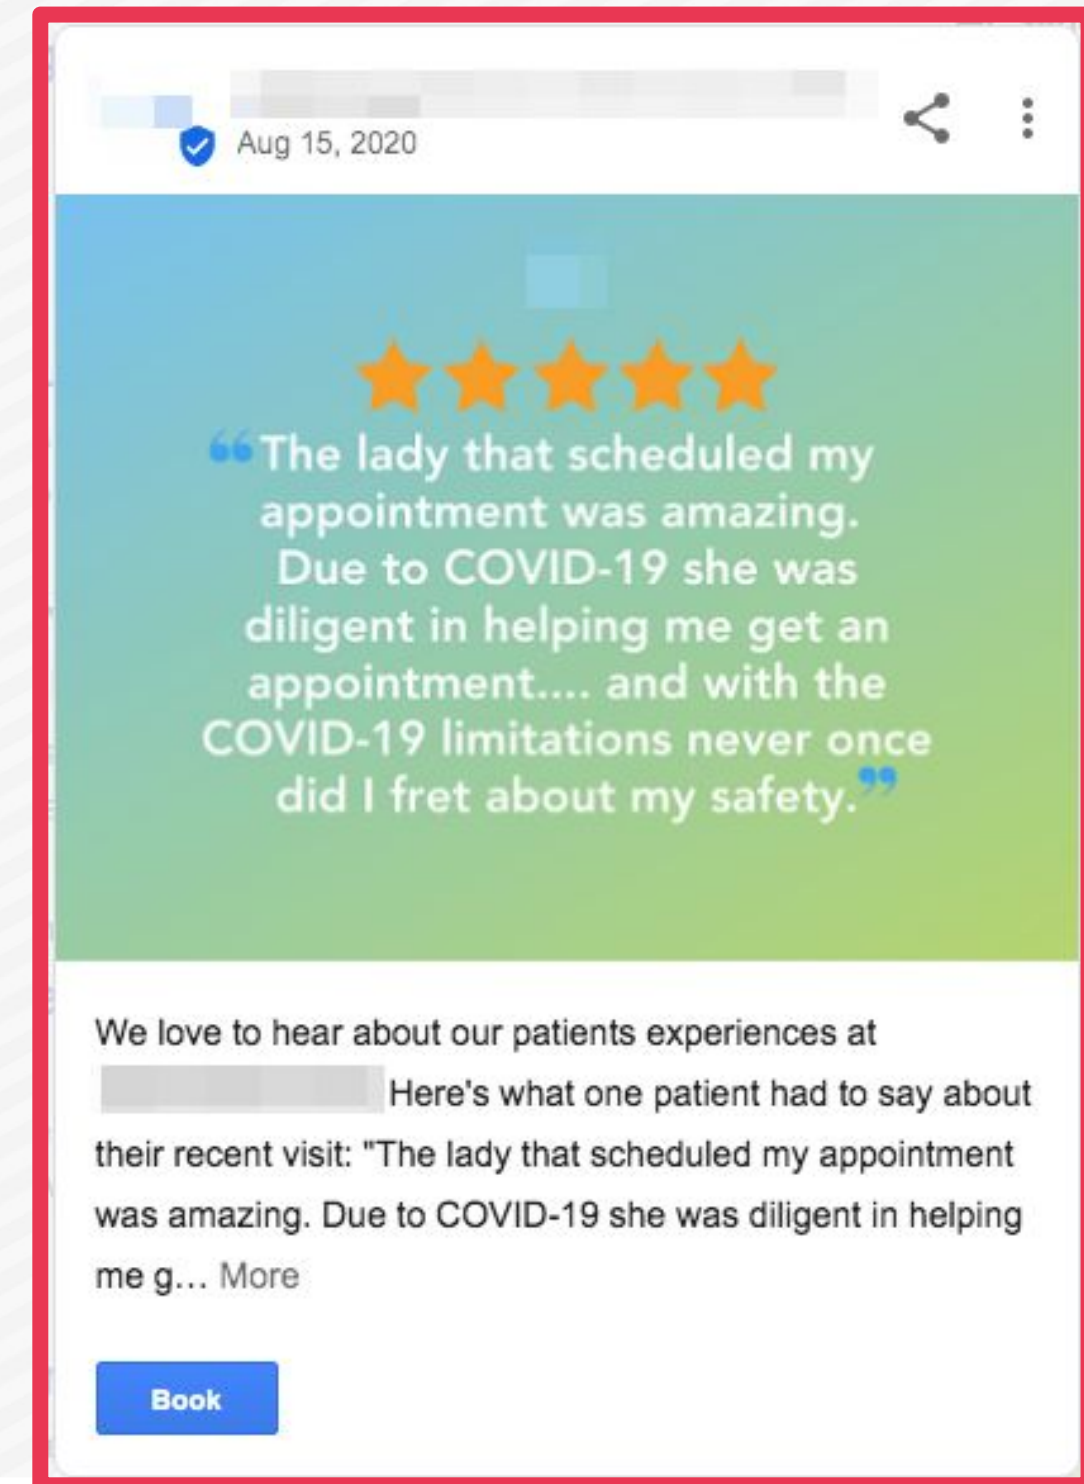 Aug 15, 2020
“The lady that scheduled my
appointment was amazing.
Due to COVID-19 she was
diligent in helping me get an
appointment.... and with the
COVID-19 limitations never once
did I fret about my safety.”
We love to hear about our patients experiences at
Here's what one patient had to say about
their recent visit: "The lady that scheduled my appointment
was amazing. Due to COVID-19 she was diligent in helping
me g... More
Book